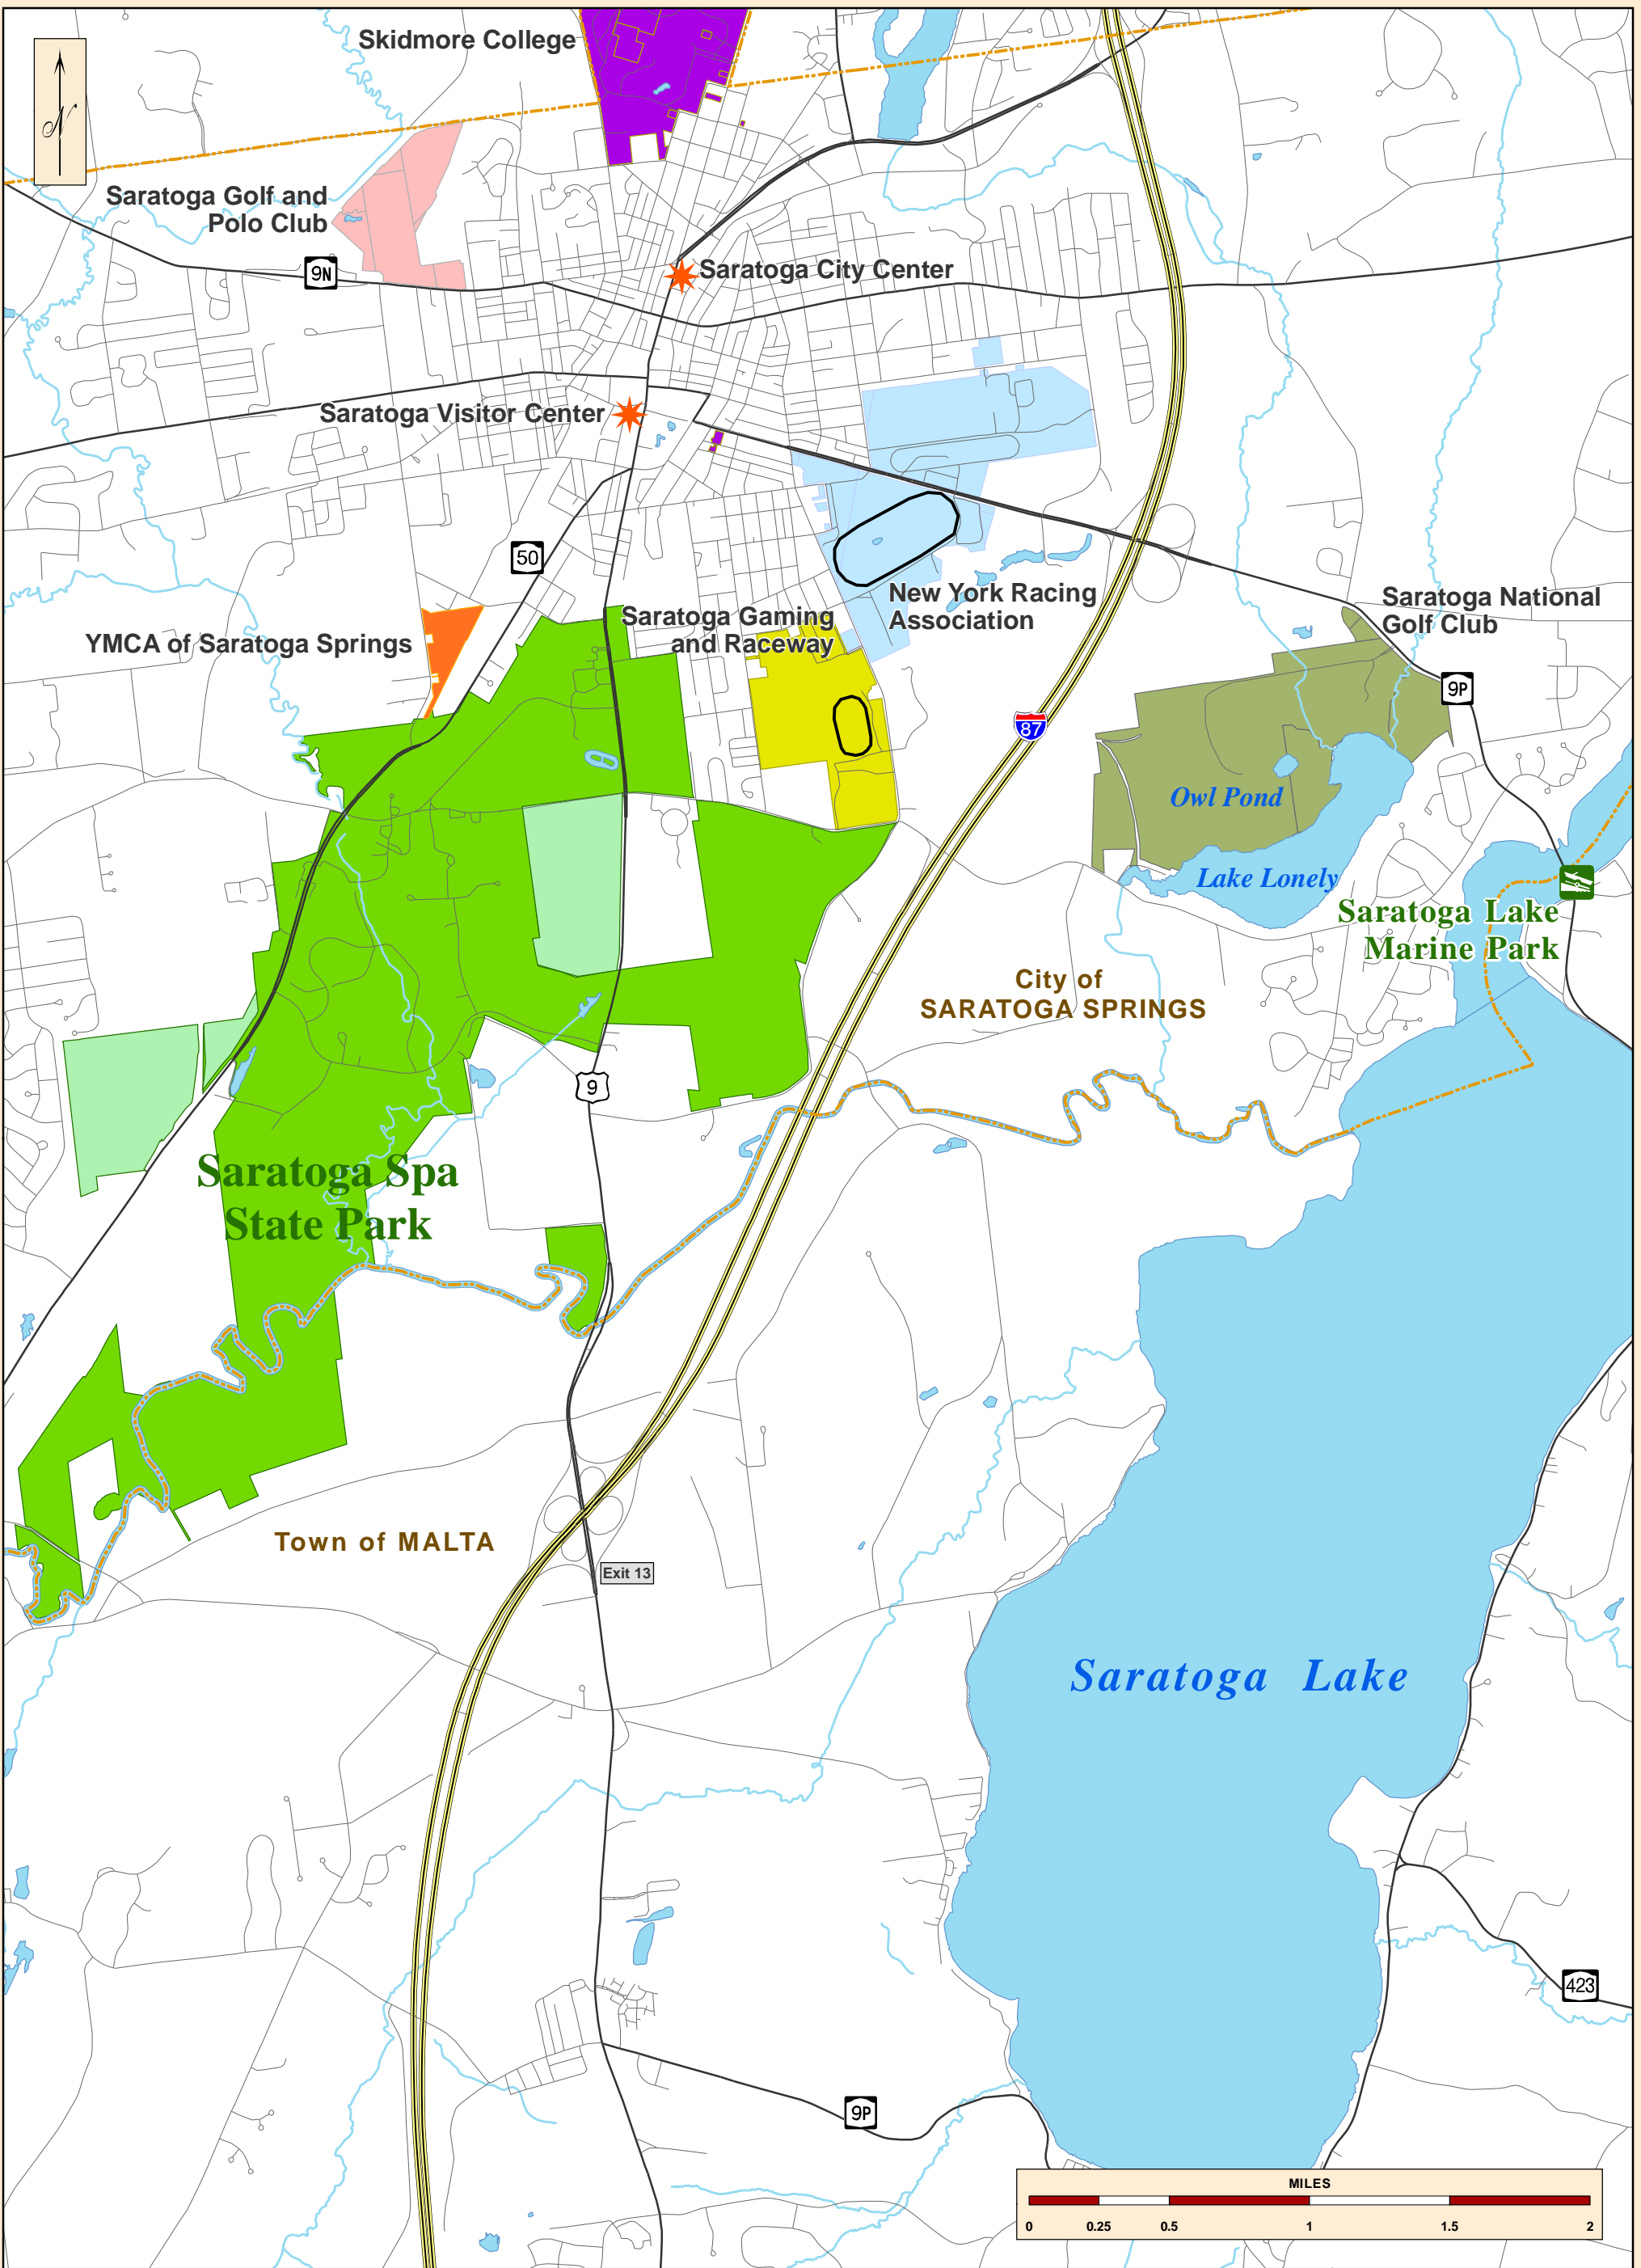 Skidmore College
N
Saratoga Golf and
Polo Club
9N
Saratoga City Center
Saratoga Visitor Center
50
New York Racing
Association
Saratoga Gaming
and Raceway
YMCA of Saratoga Springs
Saratoga National
Golf Club
9P
87
Owl Pond
Lake Lonely
Saratoga Lake
Marine Park
City of
SARATOGA SPRINGS
9
Saratoga Spa
State Park
Town of MALTA
Exit 13
Saratoga Lake
423
9P
MILES
0 0.25 0.5 1 1.5 2